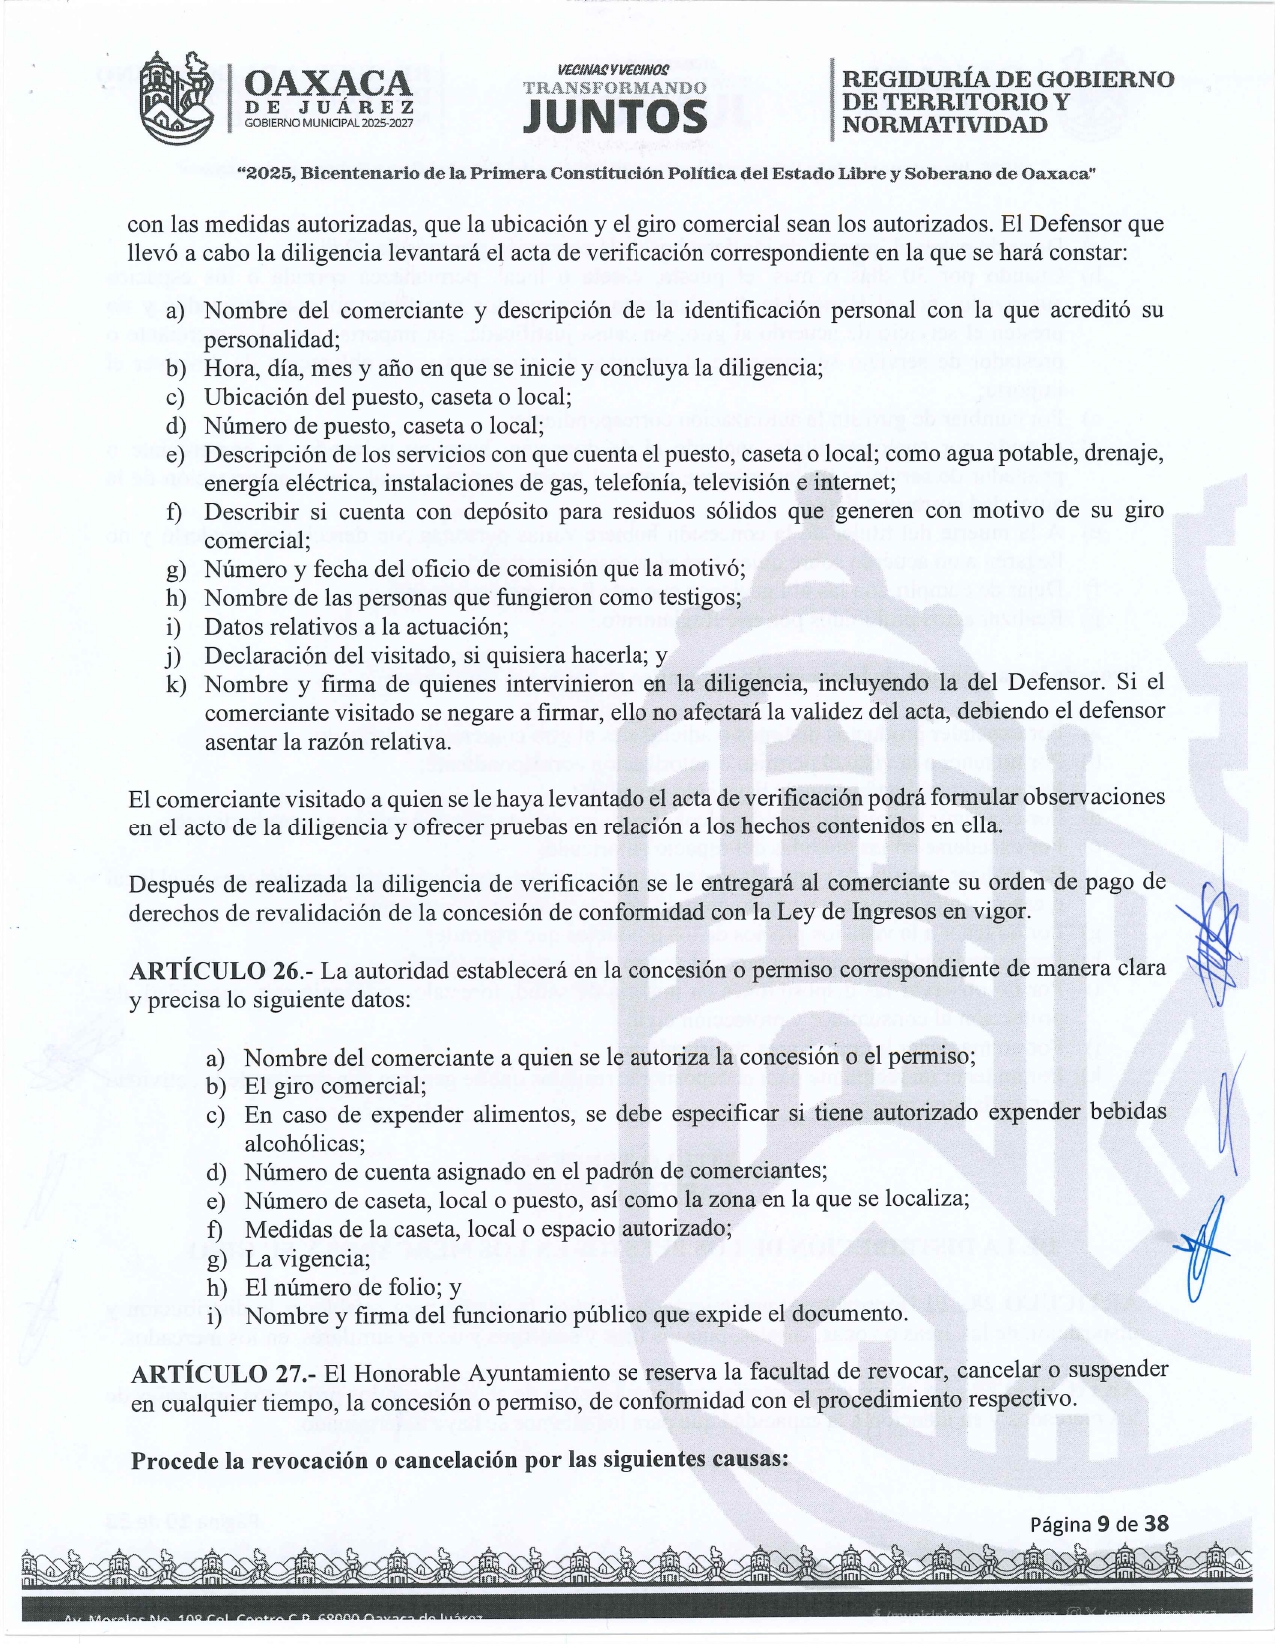 OAXACA
DE JUÁREZ
GOBIERNO MUNICIPAL 2025-2027
VECINAS Y VECINOS
TRANSFORMANDO
JUNTOS
REGIDURÍA DE GOBIERNO
DE TERRITORIO Y
NORMATIVIDAD
“2025, Bicentenario de la Primera Constitución Política del Estado Libre y Soberano de Oaxaca"
con las medidas autorizadas, que la ubicación y el giro comercial sean los autorizados. El Defensor que
llevó a cabo la diligencia levantará el acta de verificación correspondiente en la que se hará constar:
a) Nombre del comerciante y descripción de la identificación personal con la que acreditó su
personalidad;
b) Hora, día, mes y año en que se inicie y concluya la diligencia;
c) Ubicación del puesto, caseta o local;
d) Número de puesto, caseta o local;
e) Descripción de los servicios con que cuenta el puesto, caseta o local; como agua potable, drenaje,
energía eléctrica, instalaciones de gas, telefonía, televisión e internet;
f) Describir si cuenta con depósito para residuos sólidos que generen con motivo de su giro
comercial;
g) Número y fecha del oficio de comisión que la motivó;
h) Nombre de las personas que fungieron como testigos;
i) Datos relativos a la actuación;
j) Declaración del visitado, si quisiera hacerla; y
k) Nombre y firma de quienes intervinieron en la diligencia, incluyendo la del Defensor. Si el
comerciante visitado se negare a firmar, ello no afectará la validez del acta, debiendo el defensor
asentar la razón relativa.
El comerciante visitado a quien se le haya levantado el acta de verificación podrá formular observaciones
en el acto de la diligencia y ofrecer pruebas en relación a los hechos contenidos en ella.
Después de realizada la diligencia de verificación se le entregará al comerciante su orden de pago de
derechos de revalidación de la concesión de conformidad con la Ley de Ingresos en vigor.
ARTÍCULO 26.- La autoridad establecerá en la concesión o permiso correspondiente de manera clara
y precisa lo siguiente datos:
a) Nombre del comerciante a quien se le autoriza la concesión o el permiso;
b) El giro comercial;
c) En caso de expender alimentos, se debe especificar si tiene autorizado expender bebidas
alcohólicas;
d) Número de cuenta asignado en el padrón de comerciantes;
e) Número de caseta, local o puesto, así como la zona en la que se localiza;
f) Medidas de la caseta, local o espacio autorizado;
g) La vigencia;
h) El número de folio; y
i) Nombre y firma del funcionario público que expide el documento.
ARTÍCULO 27.- El Honorable Ayuntamiento se reserva la facultad de revocar, cancelar o suspender
en cualquier tiempo, la concesión o permiso, de conformidad con el procedimiento respectivo.
Procede la revocación o cancelación por las siguientes causas:
Página 9 de 38
Av. Morelos No. 108 Col. Centro C.P. 68000 Oaxaca de Juárez